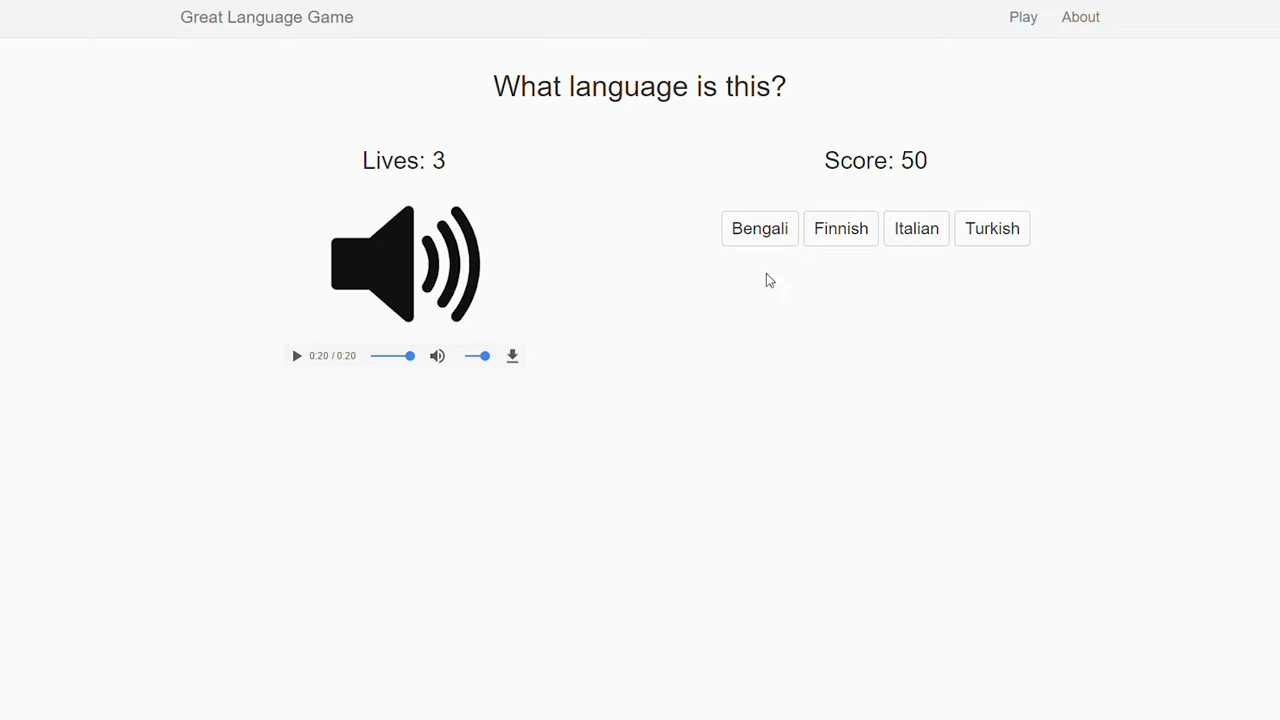 Great Language Game Play About
What language is this?
Lives: 3 Score: 50
Bengali Finnish Italian Turkish
0:20 / 0:20